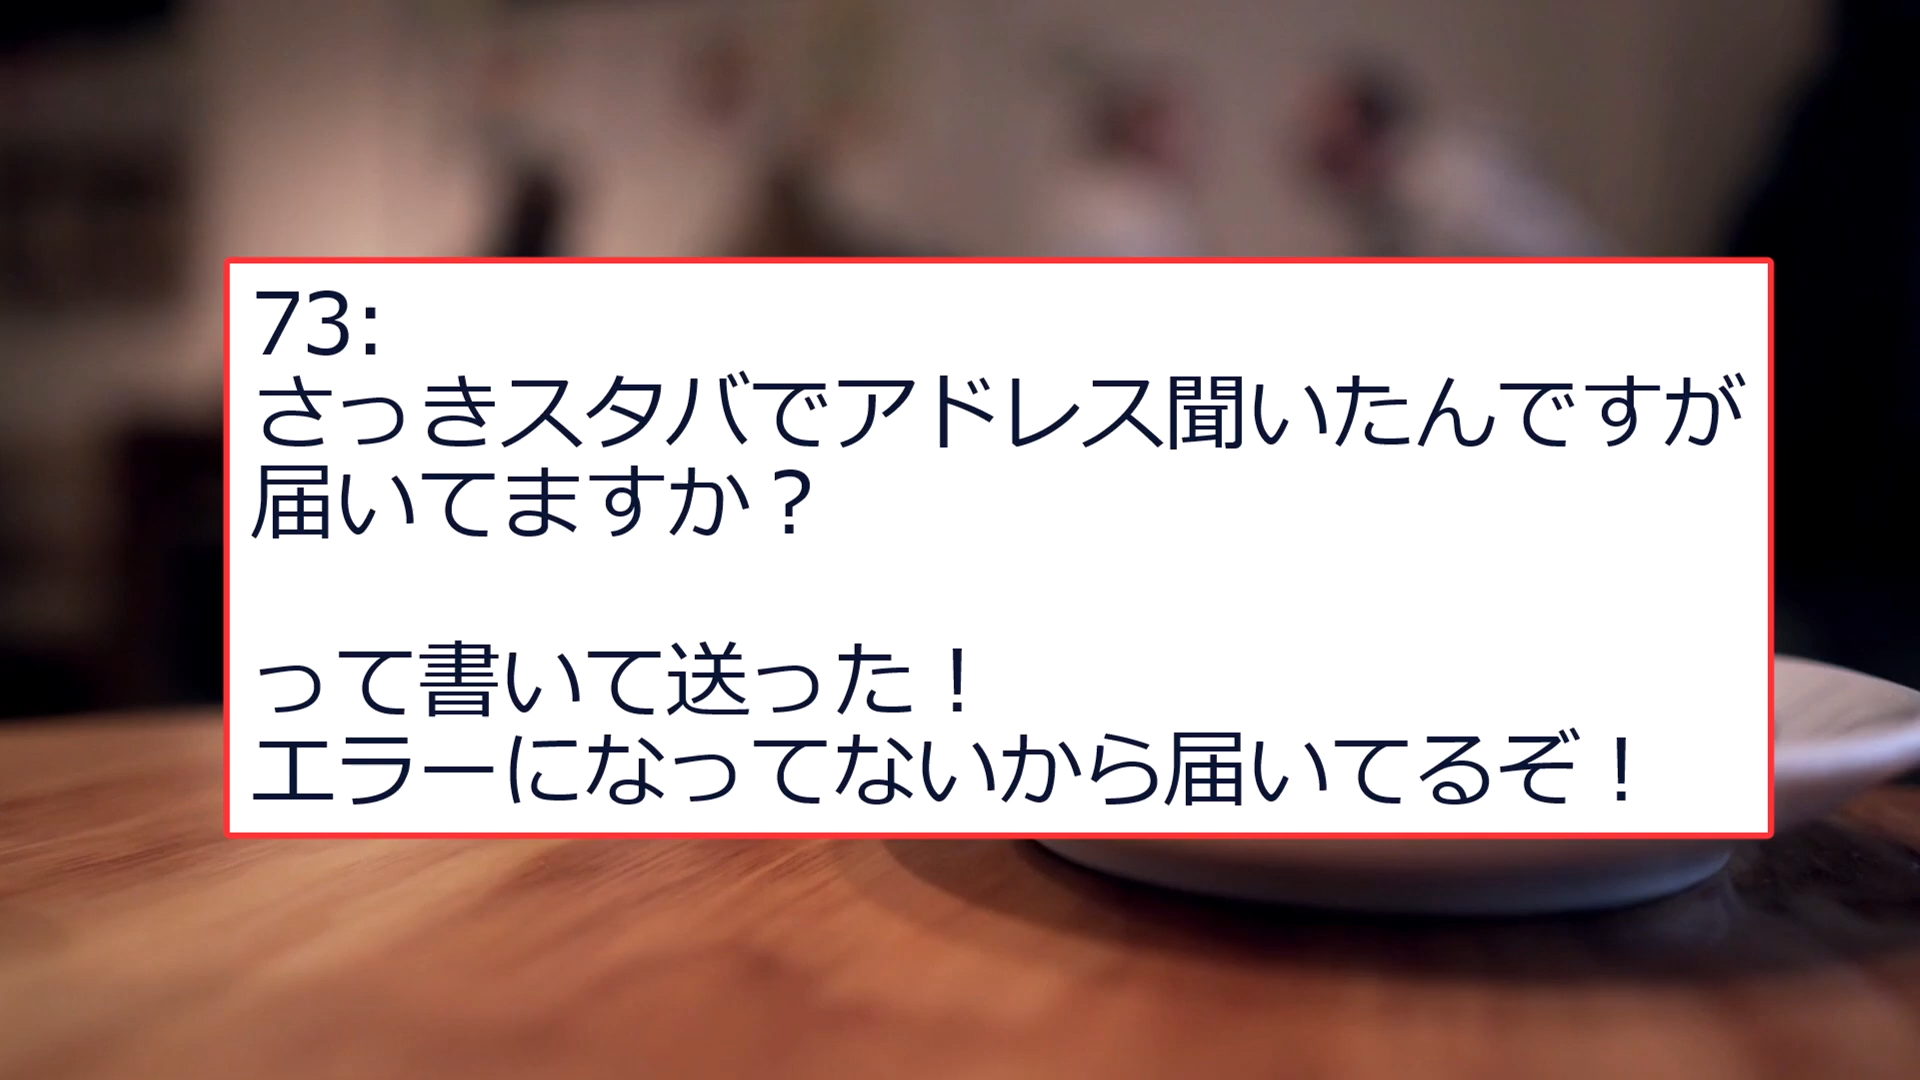 73:
さっきスタバでアドレス聞いたんですが
届いてますか？
って書いて送った！
エラーになってないから届いてるぞ！